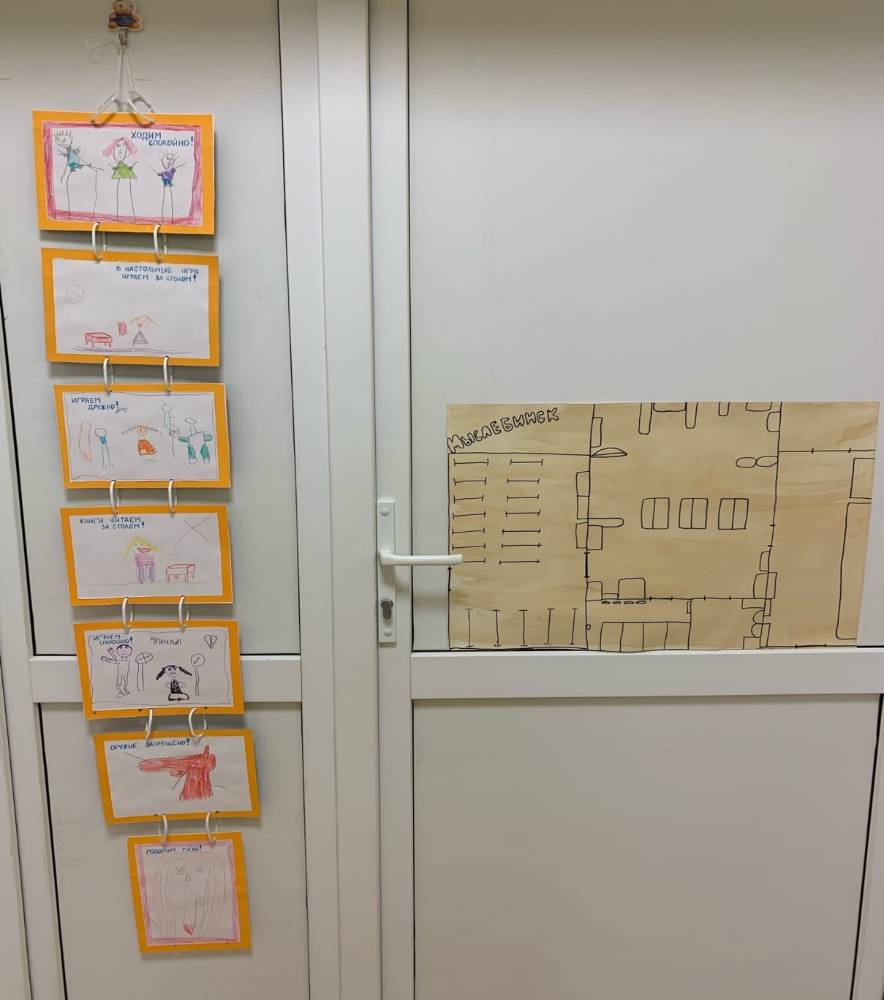 ХОДИМ
СПОКОЙНО!
В НАСТОЛЬНЫЕ ИГРЫ
ИГРАЕМ ЗА СТОЛОМ!
ИГРАЕМ
ДРУЖНО!
КНИГИ ЧИТАЕМ
ЗА СТОЛОМ!
ИГРАЕМ
СПОКОЙНО!
ОРУЖИЕ ЗАПРЕЩЕНО!
ГОВОРИМ ТИХО!
МЫСЛЕБИНСК